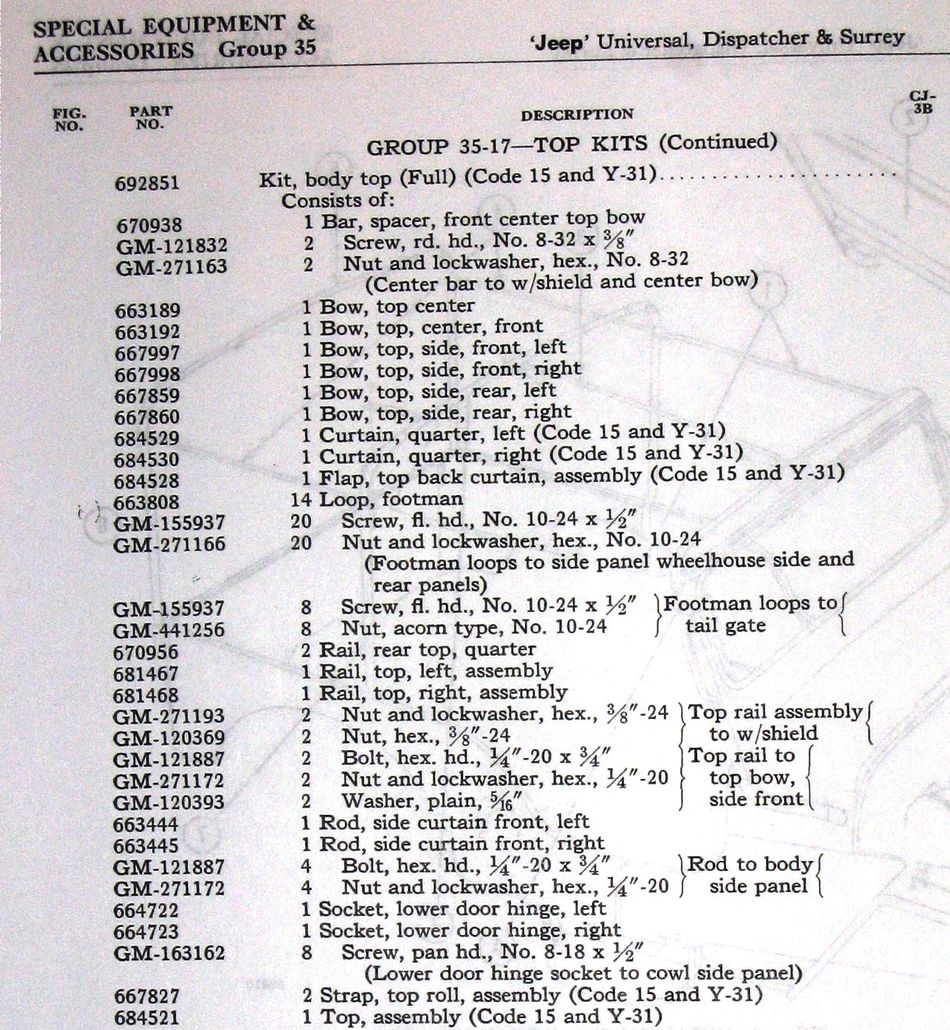 SPECIAL EQUIPMENT &
ACCESSORIES Group 35
'Jeep' Universal, Dispatcher & Surrey
FIG. NO. PART NO. DESCRIPTION CJ-3B
GROUP 35-17—TOP KITS (Continued)
692851 Kit, body top (Full) (Code 15 and Y-31)......................
Consists of:
670938 1 Bar, spacer, front center top bow
GM-121832 2 Screw, rd. hd., No. 8-32 x 3/8″
GM-271163 2 Nut and lockwasher, hex., No. 8-32
(Center bar to w/shield and center bow)
663189 1 Bow, top center
663192 1 Bow, top, center, front
667997 1 Bow, top, side, front, left
667998 1 Bow, top, side, front, right
667859 1 Bow, top, side, rear, left
667860 1 Bow, top, side, rear, right
684529 1 Curtain, quarter, left (Code 15 and Y-31)
684530 1 Curtain, quarter, right (Code 15 and Y-31)
684528 1 Flap, top back curtain, assembly (Code 15 and Y-31)
663808 14 Loop, footman
GM-155937 20 Screw, fl. hd., No. 10-24 x 1/2″
GM-271166 20 Nut and lockwasher, hex., No. 10-24
(Footman loops to side panel wheelhouse side and
rear panels)
GM-155937 8 Screw, fl. hd., No. 10-24 x 1/2″ } Footman loops to {
GM-441256 8 Nut, acorn type, No. 10-24 } tail gate {
670956 2 Rail, rear top, quarter
681467 1 Rail, top, left, assembly
681468 1 Rail, top, right, assembly
GM-271193 2 Nut and lockwasher, hex., 3/8″-24 } Top rail assembly {
GM-120369 2 Nut, hex., 3/8″-24 } to w/shield {
GM-121887 2 Bolt, hex. hd., 1/4″-20 x 3/4″ } Top rail to {
GM-271172 2 Nut and lockwasher, hex., 1/4″-20 } top bow, {
GM-120393 2 Washer, plain, 5/16″ } side front {
663444 1 Rod, side curtain front, left
663445 1 Rod, side curtain front, right
GM-121887 4 Bolt, hex. hd., 1/4″-20 x 3/4″ } Rod to body {
GM-271172 4 Nut and lockwasher, hex., 1/4″-20 } side panel {
664722 1 Socket, lower door hinge, left
664723 1 Socket, lower door hinge, right
GM-163162 8 Screw, pan hd., No. 8-18 x 1/2″
(Lower door hinge socket to cowl side panel)
667827 2 Strap, top roll, assembly (Code 15 and Y-31)
684521 1 Top, assembly (Code 15 and Y-31)